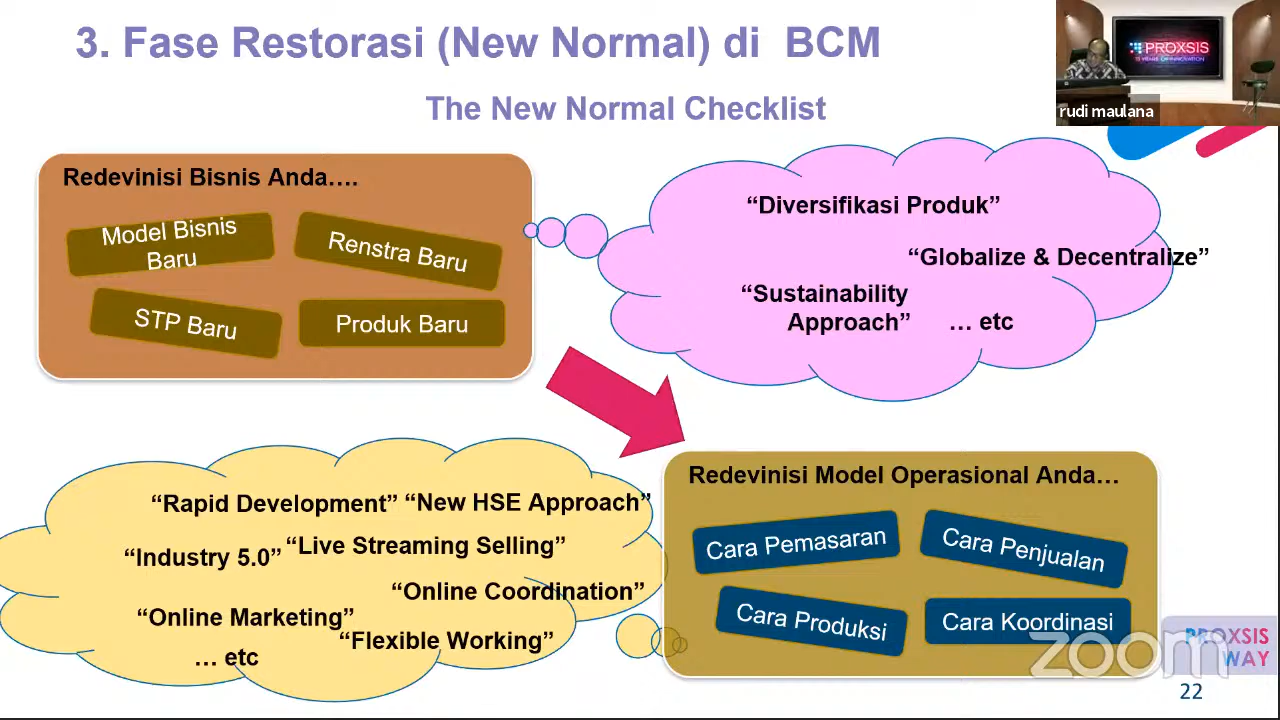 3. Fase Restorasi (New Normal) di BCM
The New Normal Checklist
PROXSIS
rudi maulana
Redevinisi Bisnis Anda….
Model Bisnis
Baru
Renstra Baru
STP Baru
Produk Baru
“Diversifikasi Produk”
“Globalize & Decentralize”
“Sustainability
Approach”
… etc
“Rapid Development”
“New HSE Approach”
“Industry 5.0”
“Live Streaming Selling”
“Online Coordination”
“Online Marketing”
“Flexible Working”
… etc
Redevinisi Model Operasional Anda…
Cara Pemasaran
Cara Penjualan
Cara Produksi
Cara Koordinasi
zoom
PROXSIS
WAY
22